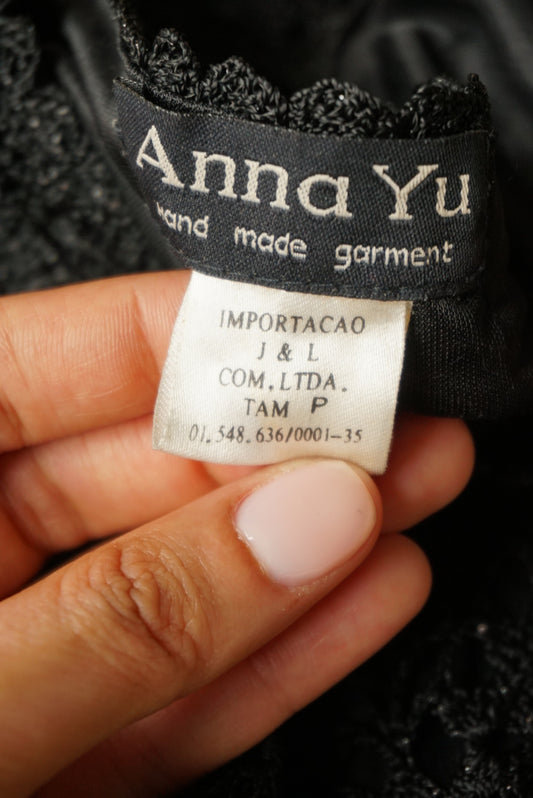 Anna Yu
hand made garment
IMPORTACAO
J & L
COM.LTDA.
TAM P
01.548.636/0001-35